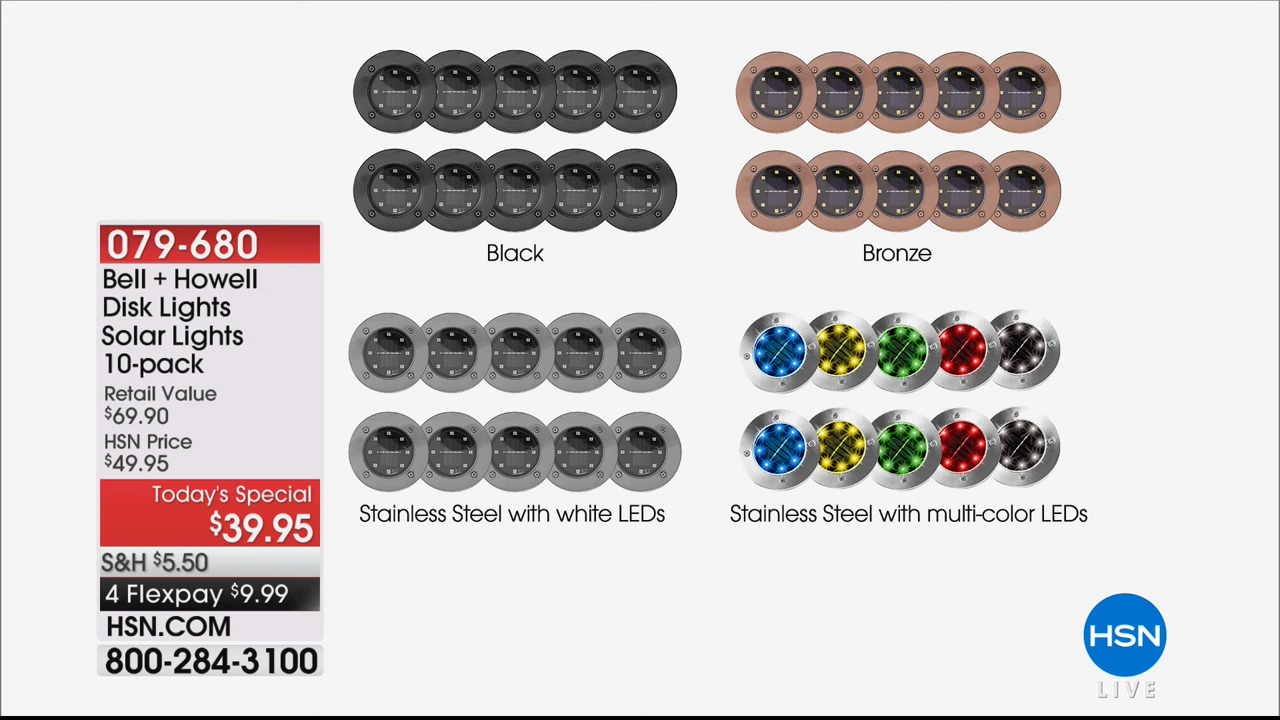 079-680
Bell + Howell
Disk Lights
Solar Lights
10-pack
Retail Value
$69.90
HSN Price
$49.95
Today's Special
$39.95
S&H $5.50
4 Flexpay $9.99
HSN.COM
800-284-3100
Black
Bronze
Stainless Steel with white LEDs
Stainless Steel with multi-color LEDs
HSN
LIVE